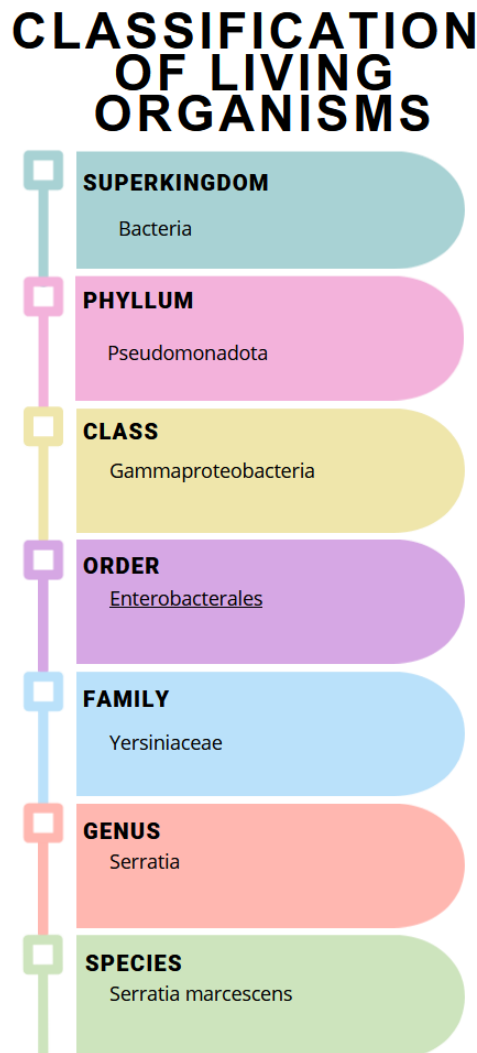 CLASSIFICATION
OF LIVING
ORGANISMS
SUPERKINGDOM
Bacteria
PHYLLUM
Pseudomonadota
CLASS
Gammaproteobacteria
ORDER
Enterobacterales
FAMILY
Yersiniaceae
GENUS
Serratia
SPECIES
Serratia marcescens